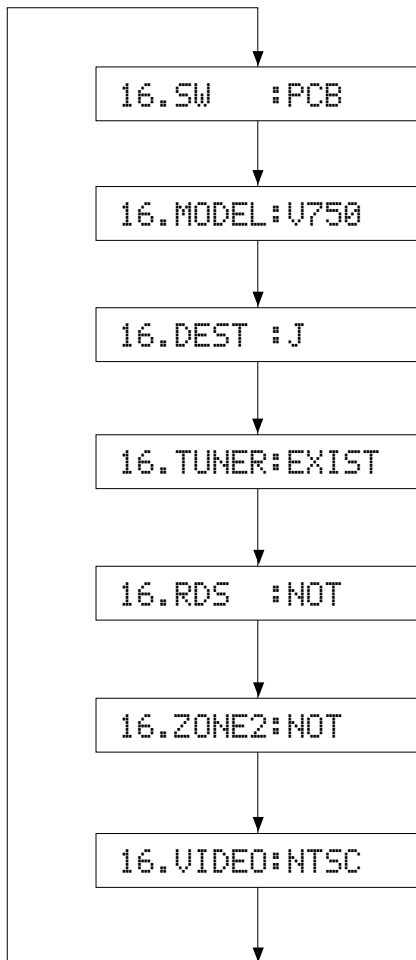 16.SW   :PCB
16.MODEL:V750
16.DEST :J
16.TUNER:EXIST
16.RDS  :NOT
16.ZONE2:NOT
16.VIDEO:NTSC